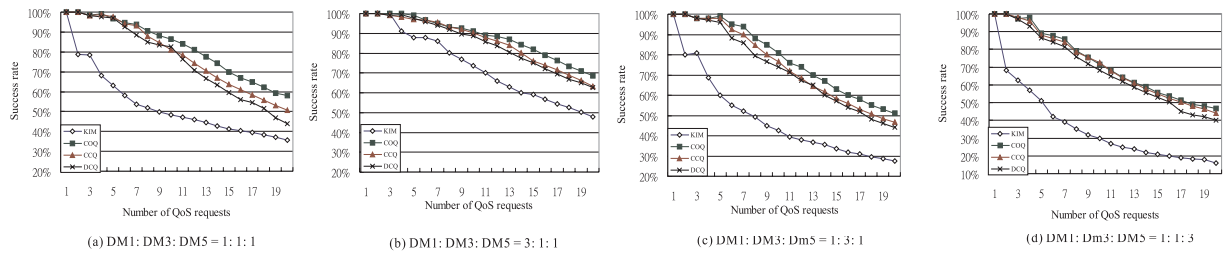 100%
90%
80%
70%
60%
50%
40%
30%
20%
Success rate
KIM
COQ
CCQ
DCQ
1 3 5 7 9 11 13 15 17 19
Number of QoS requests
(a) DM1: DM3: DM5 = 1: 1: 1
100%
90%
80%
70%
60%
50%
40%
30%
20%
Success rate
KIM
COQ
CCQ
DCQ
1 3 5 7 9 11 13 15 17 19
Number of QoS requests
(b) DM1: DM3: DM5 = 3: 1: 1
100%
90%
80%
70%
60%
50%
40%
30%
20%
Success rate
KIM
COQ
CCQ
DCQ
1 3 5 7 9 11 13 15 17 19
Number of QoS requests
(c) DM1: DM3: Dm5 = 1: 3: 1
100%
90%
80%
70%
60%
50%
40%
30%
20%
10%
Success rate
KIM
COQ
CCQ
DCQ
1 3 5 7 9 11 13 15 17 19
Number of QoS requests
(d) DM1: Dm3: DM5 = 1: 1: 3